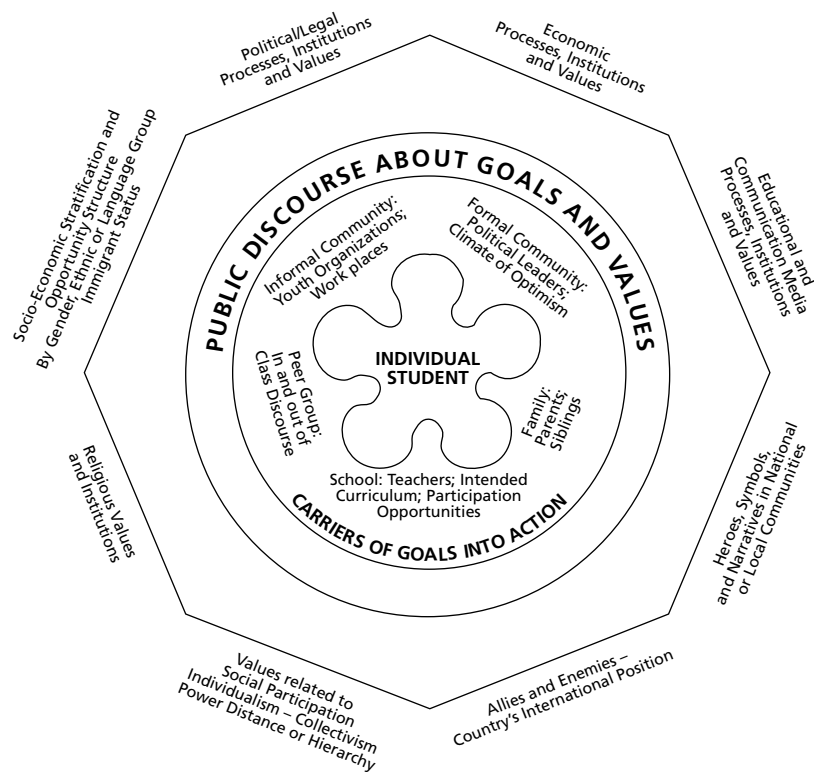 Political/Legal
Processes, Institutions
and Values
Economic
Processes, Institutions
and Values
Socio-Economic Stratification and
Opportunity Structure
By Gender, Ethnic or Language Group
Immigrant Status
Educational and
Communication Media
Processes, Institutions
and Values
PUBLIC DISCOURSE ABOUT GOALS AND VALUES
Informal Community:
Youth Organizations;
Work places
Formal Community:
Political Leaders;
Climate of Optimism
INDIVIDUAL
STUDENT
Peer Group:
In and out of
Class Discourse
Family:
Parents;
Siblings
School: Teachers; Intended
Curriculum; Participation
Opportunities
CARRIERS OF GOALS INTO ACTION
Religious Values
and Institutions
Heroes, Symbols,
and Narratives in National
or Local Communities
Values related to
Social Participation
Individualism – Collectivism
Power Distance or Hierarchy
Allies and Enemies –
Country's International Position